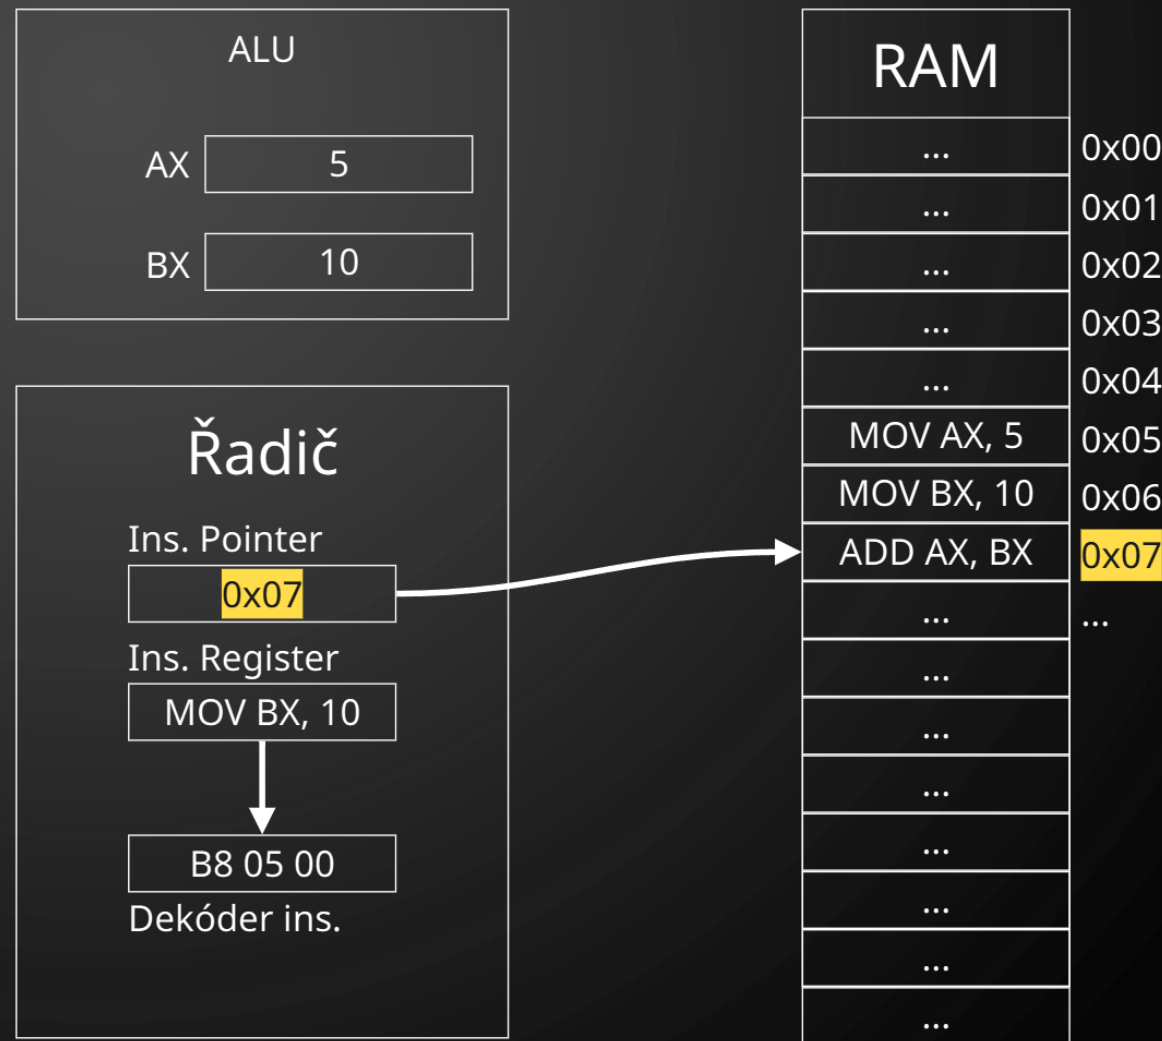 ALU
AX 5
BX 10
Řadič
Ins. Pointer
0x07
Ins. Register
MOV BX, 10
B8 05 00
Dekóder ins.
RAM
... 0x00
... 0x01
... 0x02
... 0x03
... 0x04
MOV AX, 5 0x05
MOV BX, 10 0x06
ADD AX, BX 0x07
... ...
...
...
...
...
...
...
...